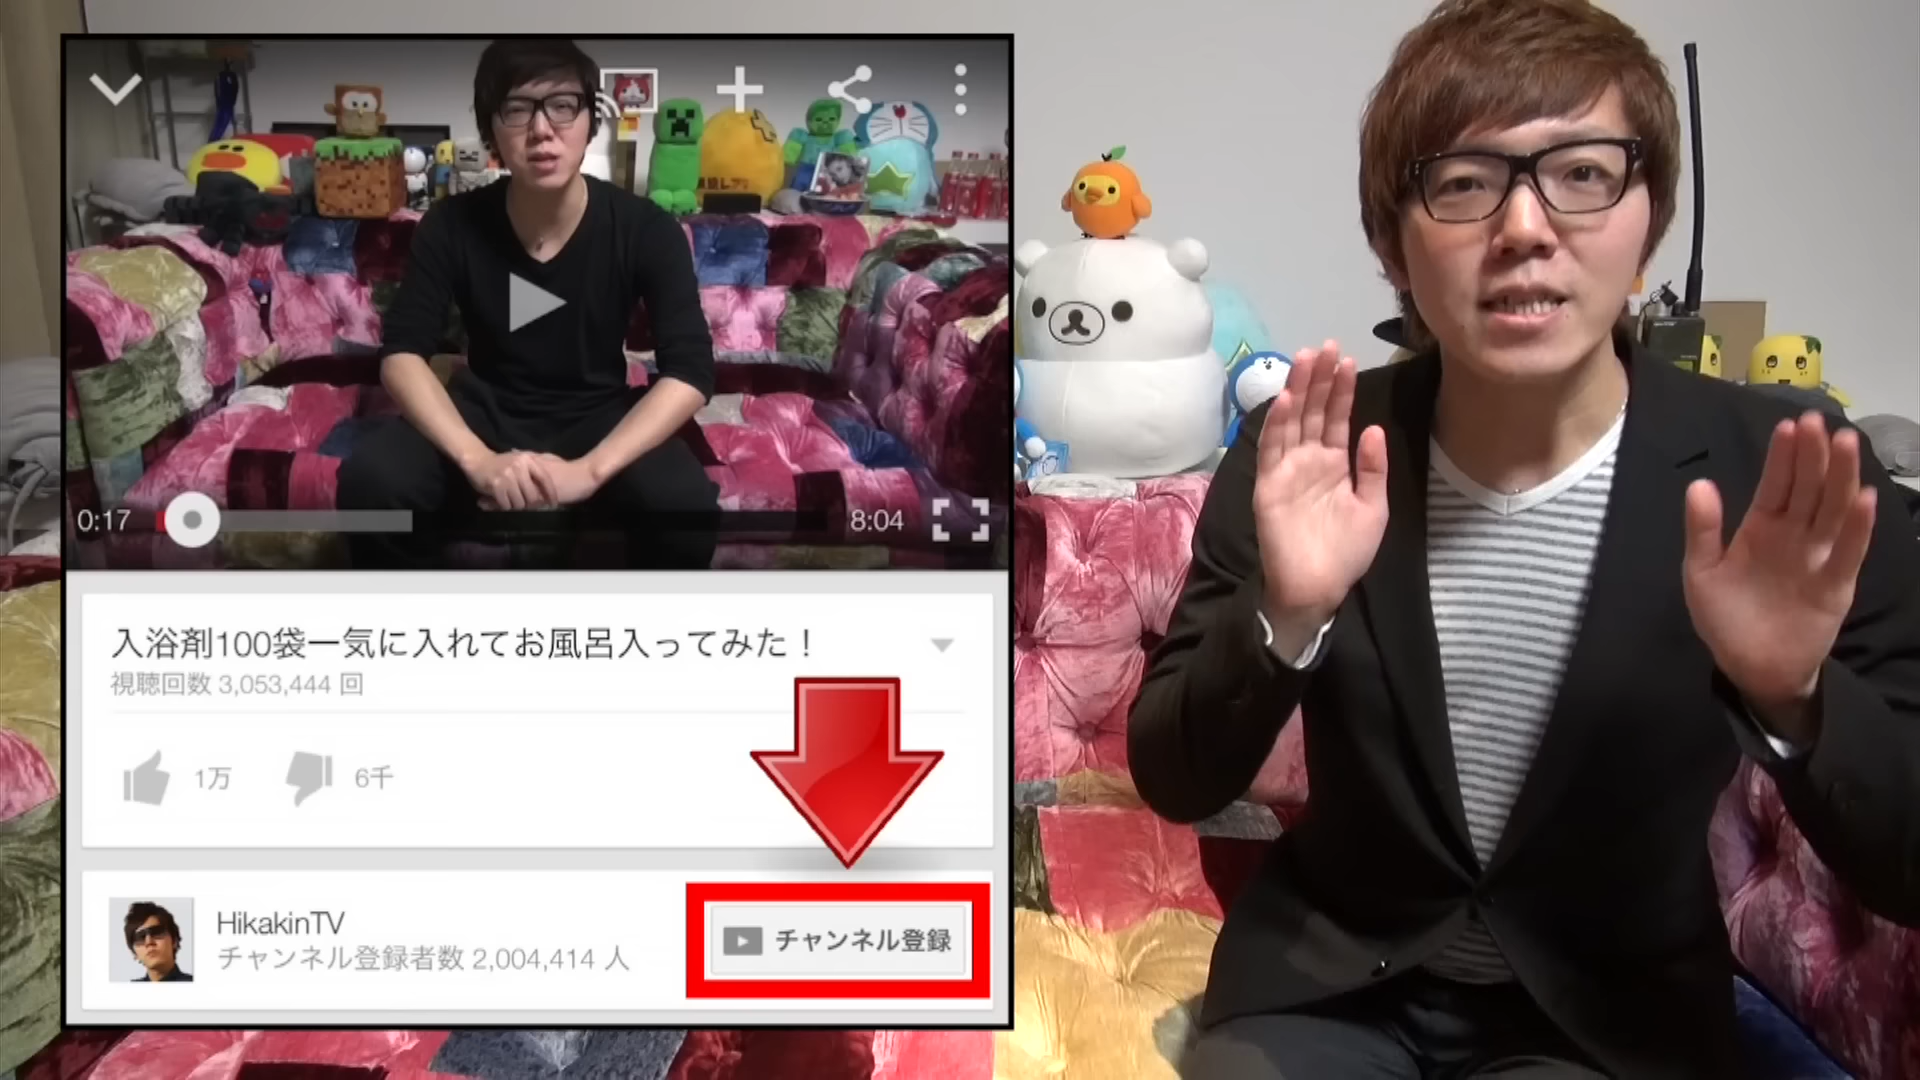 0:17
8:04
入浴剤100袋一気に入れてお風呂入ってみた！
視聴回数 3,053,444 回
1万
6千
HikakinTV
チャンネル登録者数 2,004,414 人
チャンネル登録